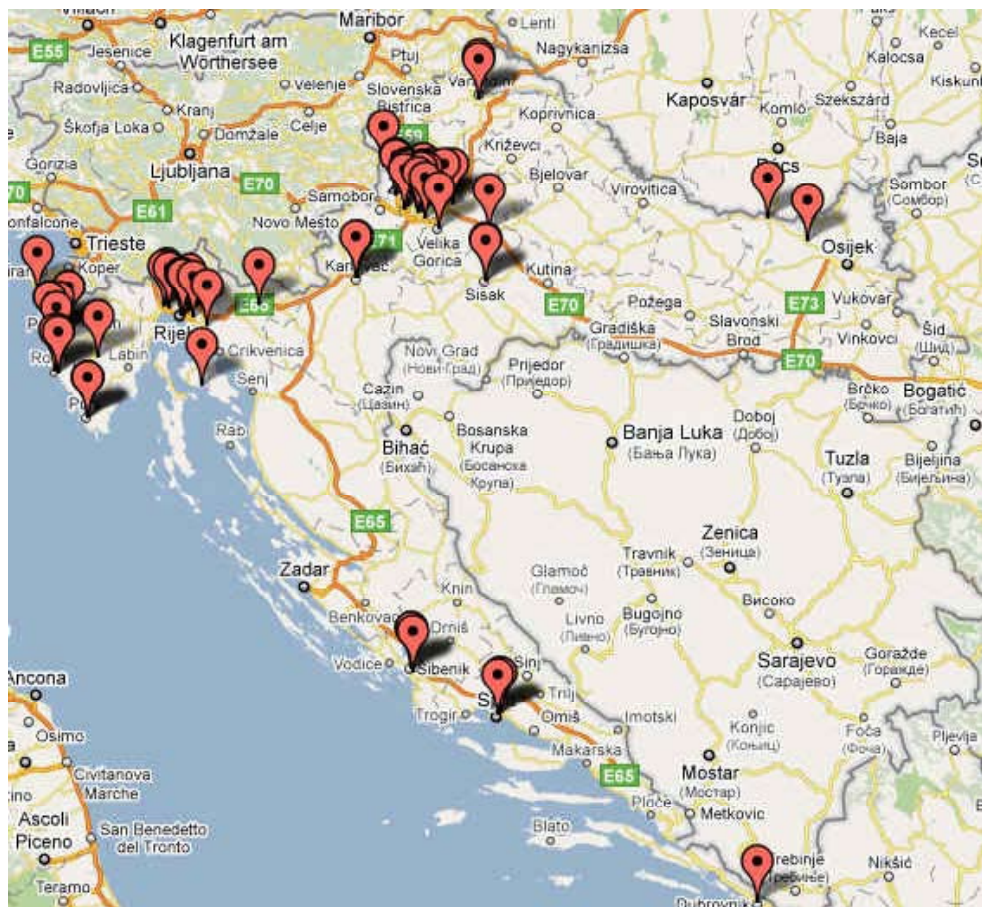 Maribor
Lenti
Kecel
Klagenfurt am
Wörthersee
E55
Jesenice
Ptuj
Nagykanizsa
Kalocsa
Radovljica
Velenje
Slovenska
Bistrica
Kaposvár
Szekszárd
Kranj
Celje
Komló
Koprivnica
Škofja Loka
Domžale
E59
Baja
Ljubljana
Križevci
Gorizia
E70
Bjelovar
Virovitica
Sombor
(Сомбор)
Samobor
E61
Novo Mesto
Trieste
E71
Velika
Gorica
Osijek
Koper
Kutina
Sisak
E70
E73
Požega
Vukovar
Slavonski
Brod
Vinkovci
Šid
(Шид)
Gradiška
(Градишка)
Labin
Crikvenica
Novi Grad
(Нови Град)
Prijedor
(Приједор)
E70
Senj
Cazin
(Цазин)
Brčko
(Брчко)
Bogatić
(Богатић)
Bosanska
Krupa
(Босанска
Крупа)
Doboj
(Добој)
Rab
Bihać
(Бихаћ)
Banja Luka
(Бања Лука)
Tuzla
(Тузла)
Bijeljina
(Бијељина)
E65
Zenica
(Зеница)
Travnik
(Травник)
Zadar
Glamoč
(Гламоч)
Knin
Bugojno
(Бугојно)
Високо
Drniš
Livno
(Ливно)
Sarajevo
(Сарајево)
Goražde
(Горажде)
Vodice
Šibenik
Sinj
Ancona
Trilj
Trogir
Omiš
Imotski
Konjic
(Коњиц)
Foča
(Фоча)
Osimo
Pljevlja
Makarska
Civitanova
Marche
E65
Mostar
(Мостар)
Ploče
Metkovic
Ascoli
Piceno
San Benedetto
del Tronto
Blato
Nikšić
Teramo
Dubrovnik